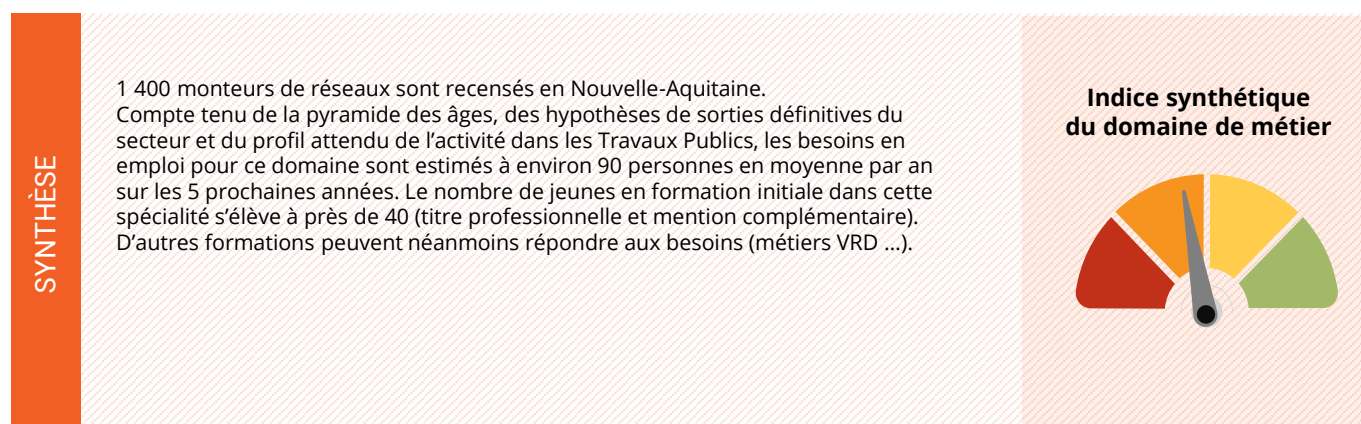 SYNTHÈSE
1 400 monteurs de réseaux sont recensés en Nouvelle-Aquitaine.
Compte tenu de la pyramide des âges, des hypothèses de sorties définitives du
secteur et du profil attendu de l’activité dans les Travaux Publics, les besoins en
emploi pour ce domaine sont estimés à environ 90 personnes en moyenne par an
sur les 5 prochaines années. Le nombre de jeunes en formation initiale dans cette
spécialité s’élève à près de 40 (titre professionnelle et mention complémentaire).
D’autres formations peuvent néanmoins répondre aux besoins (métiers VRD ...).
Indice synthétique
du domaine de métier